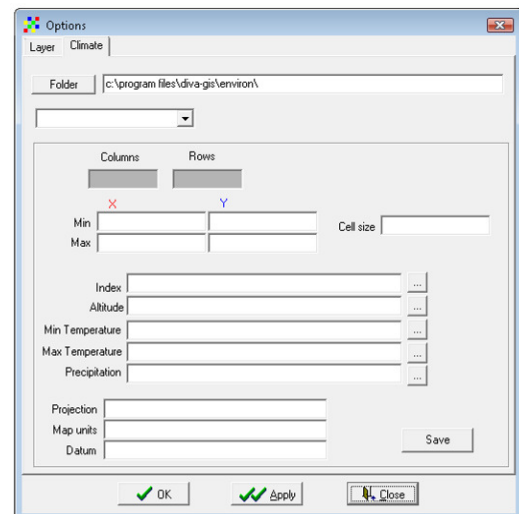 Options
Layer Climate
Folder c:\program files\diva-gis\environ\
Columns Rows
X Y
Min
Max
Cell size
Index ...
Altitude ...
Min Temperature ...
Max Temperature ...
Precipitation ...
Projection
Map units
Datum
Save
OK Apply Close